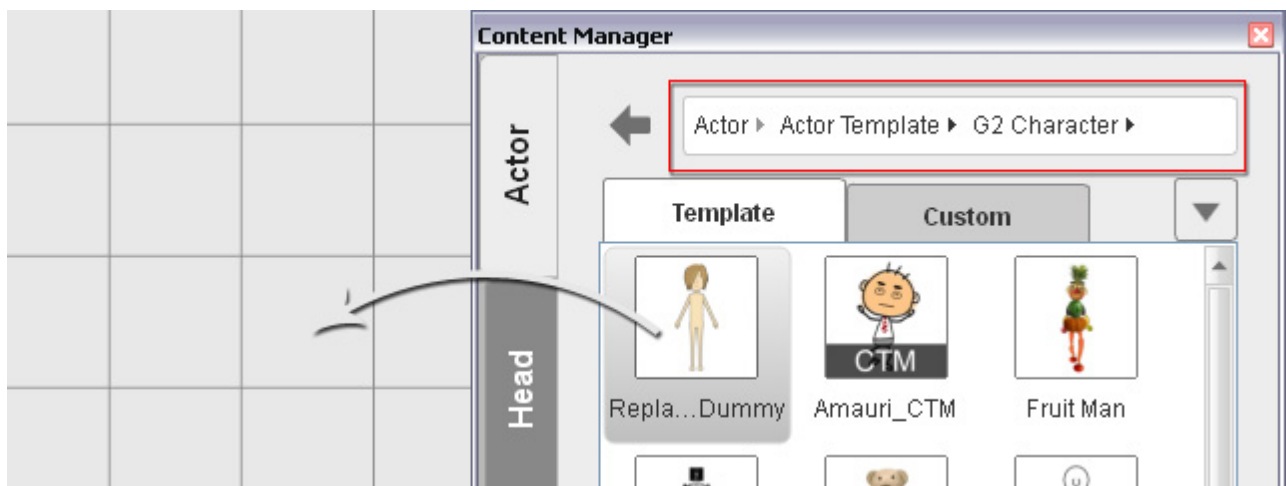 Content Manager
Actor
Actor Actor Template G2 Character
Template Custom
Head
CTM
Repla...Dummy Amauri_CTM Fruit Man